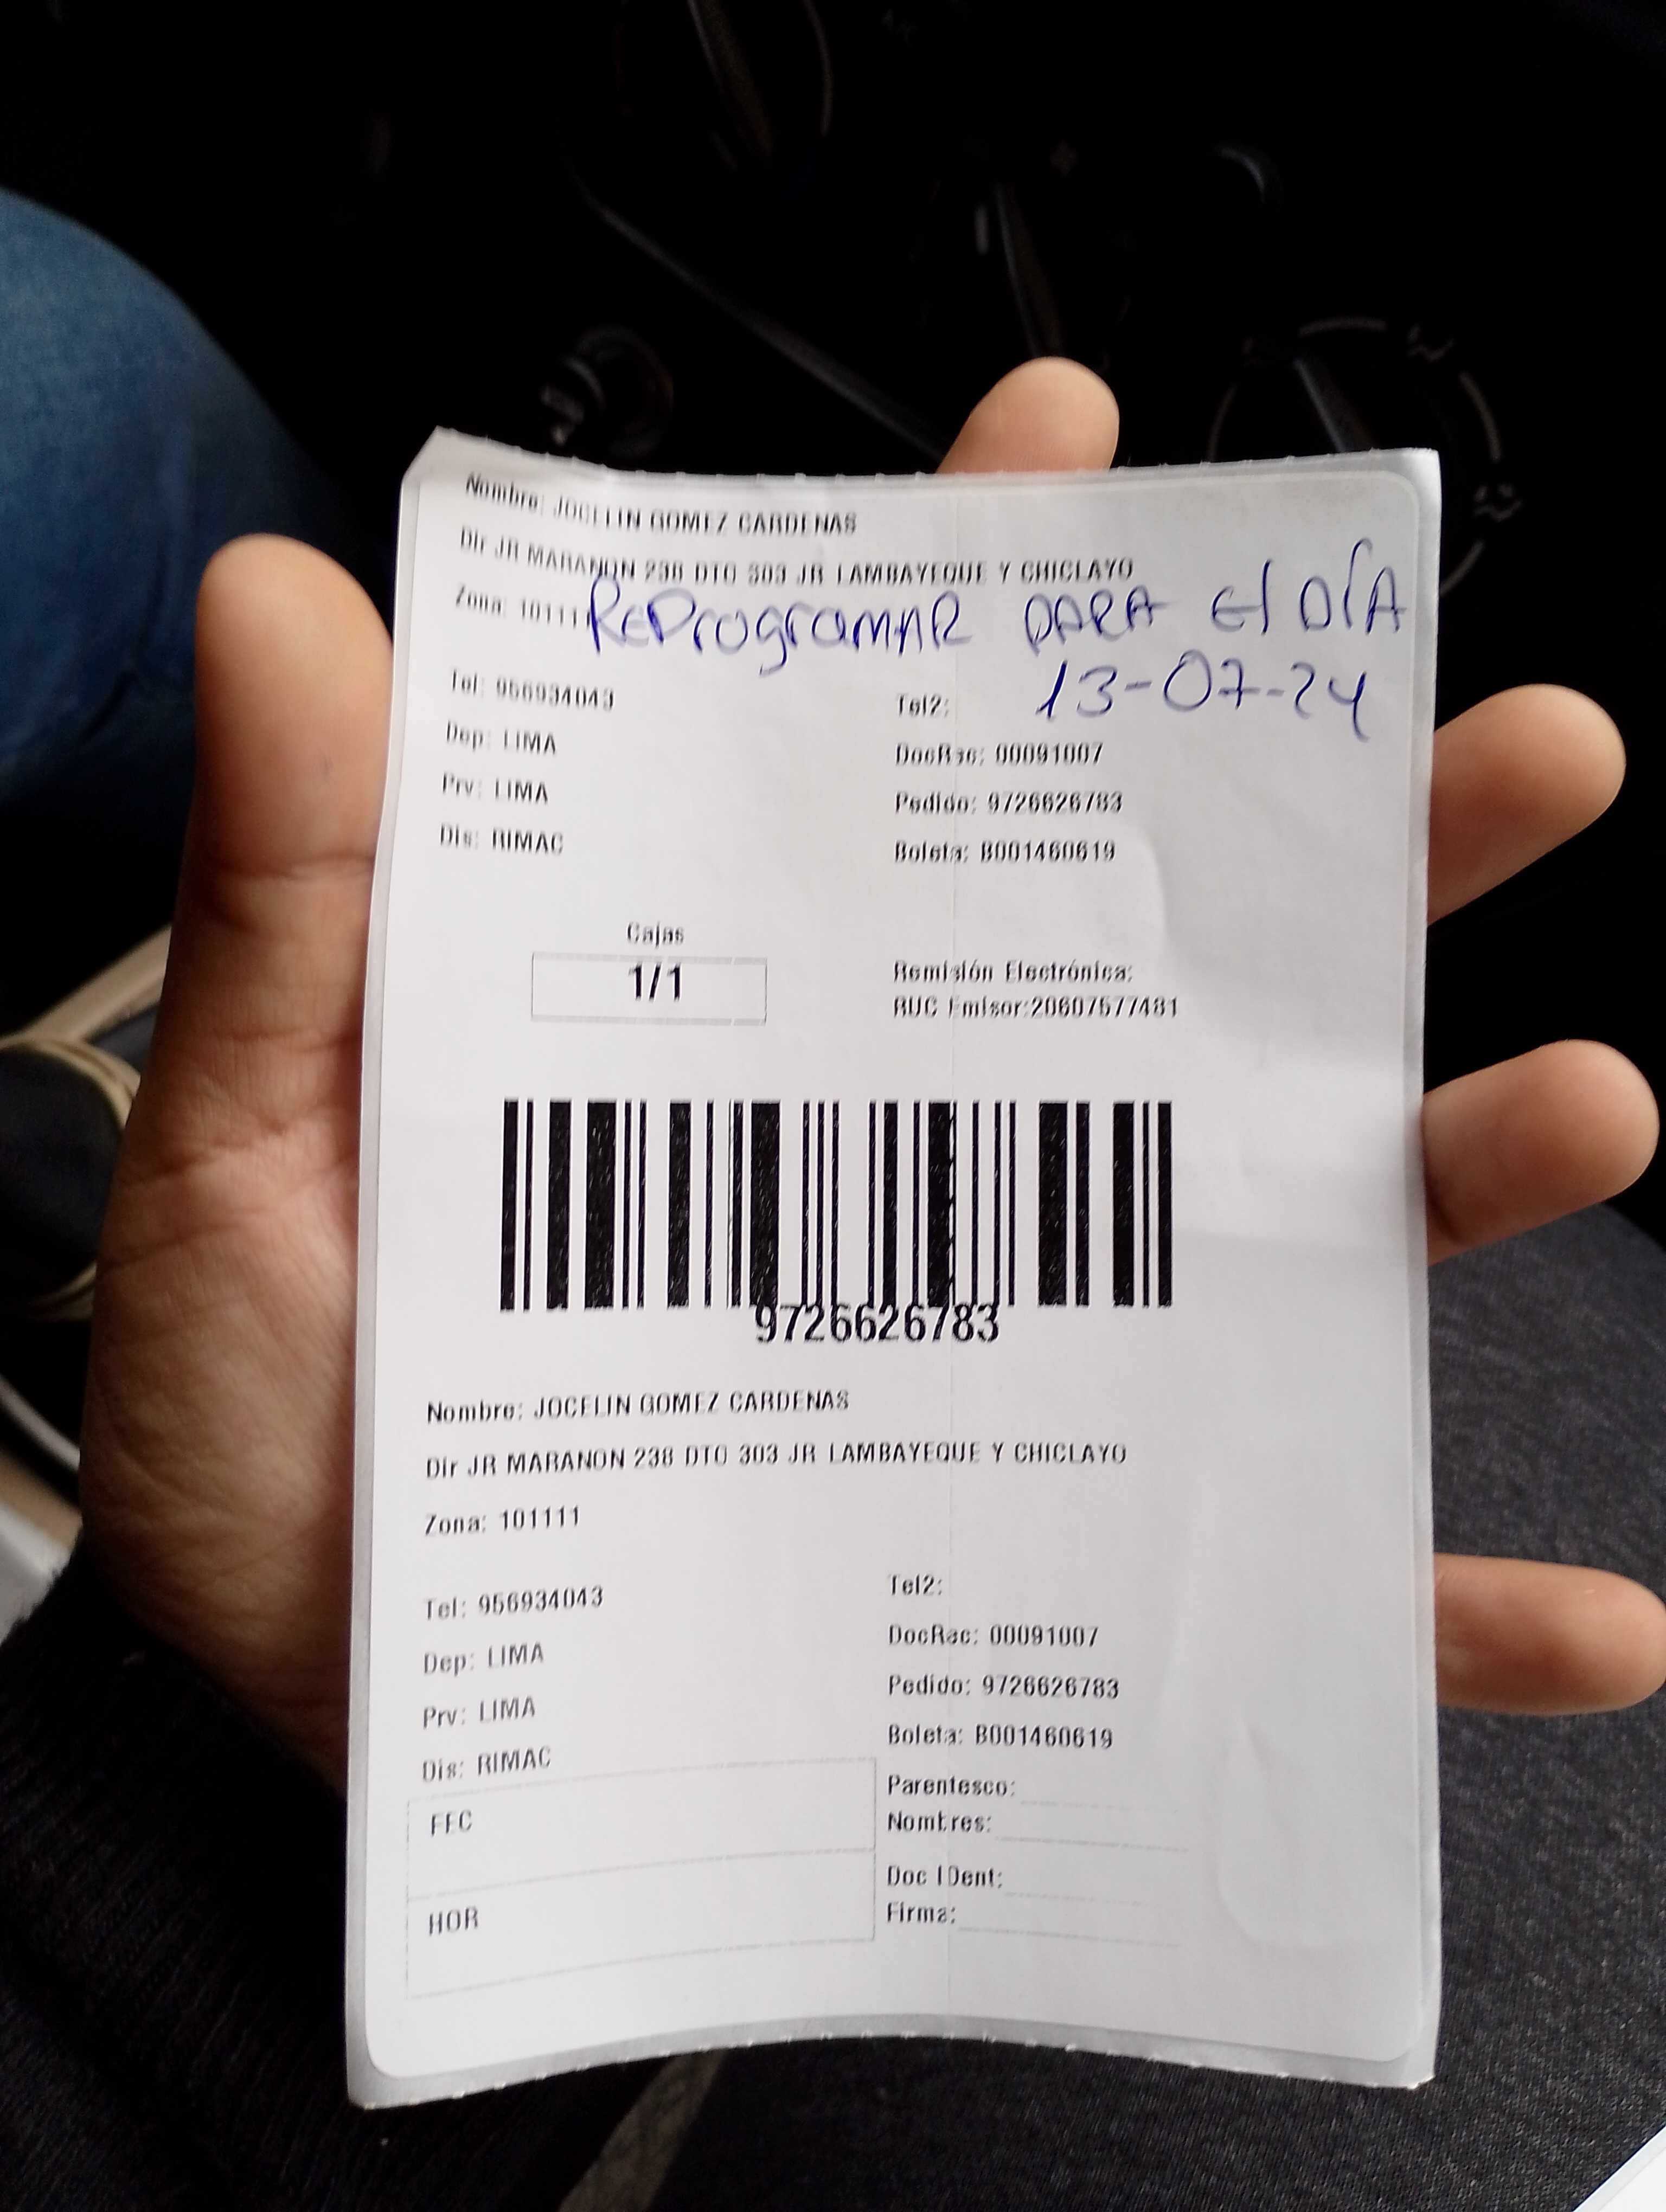 Nombre: JOCELIN GOMEZ CARDENAS
Dir JR MARANON 238 DTO 303 JR LAMBAYEQUE Y CHICLAYO
Zona: 101111
REPrograMAR PARA El DÍA
13-07-24
Tel: 956934043
Tel2:
Dep: LIMA
DocRac: 00091007
Prv: LIMA
Pedido: 9726626783
Dis: RIMAC
Boleta: B001460619
Cajas
1/1
Remisión Electrónica:
RUC Emisor:20607577481
9726626783
Nombre: JOCELIN GOMEZ CARDENAS
Dir JR MARANON 238 DTO 303 JR LAMBAYEQUE Y CHICLAYO
Zona: 101111
Tel: 956934043
Tel2:
Dep: LIMA
DocRac: 00091007
Prv: LIMA
Pedido: 9726626783
Dis: RIMAC
Boleta: B001460619
Parentesco:
FEC
Nombres:
Doc IDent:
HOR
Firma: